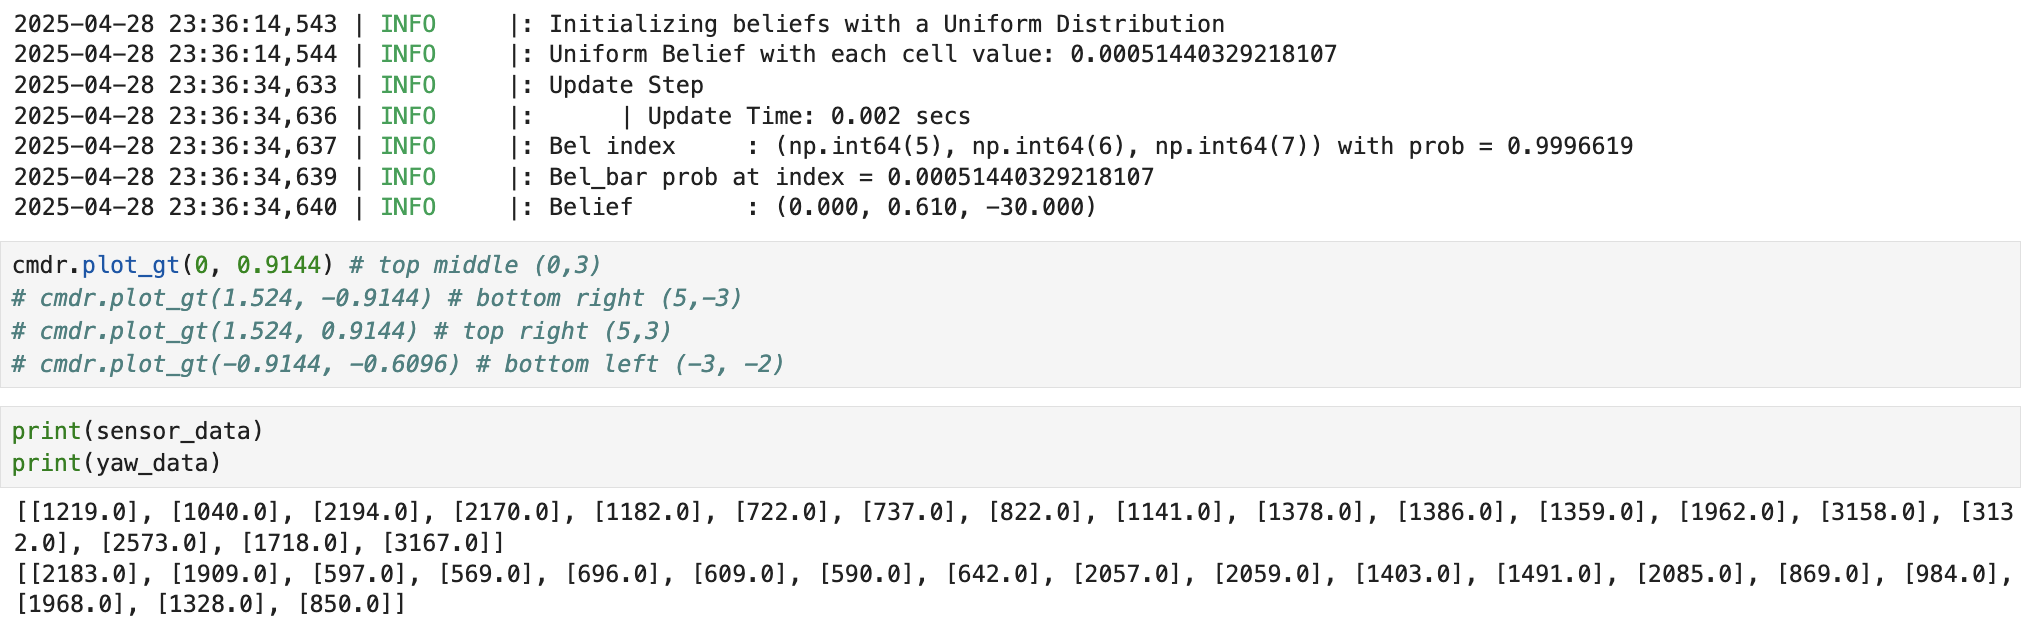 2025-04-28 23:36:14,543 | INFO     |: Initializing beliefs with a Uniform Distribution
2025-04-28 23:36:14,544 | INFO     |: Uniform Belief with each cell value: 0.00051440329218107
2025-04-28 23:36:34,633 | INFO     |: Update Step
2025-04-28 23:36:34,636 | INFO     |:      | Update Time: 0.002 secs
2025-04-28 23:36:34,637 | INFO     |: Bel index     : (np.int64(5), np.int64(6), np.int64(7)) with prob = 0.9996619
2025-04-28 23:36:34,639 | INFO     |: Bel_bar prob at index = 0.00051440329218107
2025-04-28 23:36:34,640 | INFO     |: Belief        : (0.000, 0.610, -30.000)
cmdr.plot_gt(0, 0.9144) # top middle (0,3)
# cmdr.plot_gt(1.524, -0.9144) # bottom right (5,-3)
# cmdr.plot_gt(1.524, 0.9144) # top right (5,3)
# cmdr.plot_gt(-0.9144, -0.6096) # bottom left (-3, -2)
print(sensor_data)
print(yaw_data)
[[1219.0], [1040.0], [2194.0], [2170.0], [1182.0], [722.0], [737.0], [822.0], [1141.0], [1378.0], [1386.0], [1359.0], [1962.0], [3158.0], [313
2.0], [2573.0], [1718.0], [3167.0]]
[[2183.0], [1909.0], [597.0], [569.0], [696.0], [609.0], [590.0], [642.0], [2057.0], [2059.0], [1403.0], [1491.0], [2085.0], [869.0], [984.0],
[1968.0], [1328.0], [850.0]]